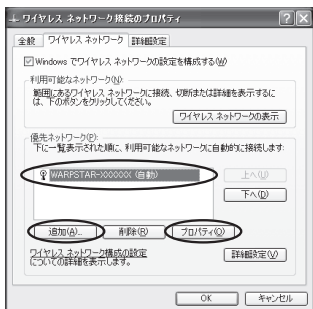 ワイヤレス ネットワーク接続のプロパティ
全般
ワイヤレス ネットワーク
詳細設定
Windows でワイヤレス ネットワークの設定を構成する(W)
利用可能なネットワーク(N):
範囲にあるワイヤレス ネットワークに接続、切断または詳細を表示するに
は、下のボタンをクリックしてください。
ワイヤレス ネットワークの表示
優先ネットワーク(P):
下に一覧表示された順に、利用可能なネットワークに自動的に接続します:
WARPSTAR-XXXXXX (自動)
上へ(U)
下へ(D)
追加(A)...
削除(R)
プロパティ(O)
ワイヤレス ネットワーク構成の設定
についての詳細を表示します。
詳細設定(V)
OK
キャンセル